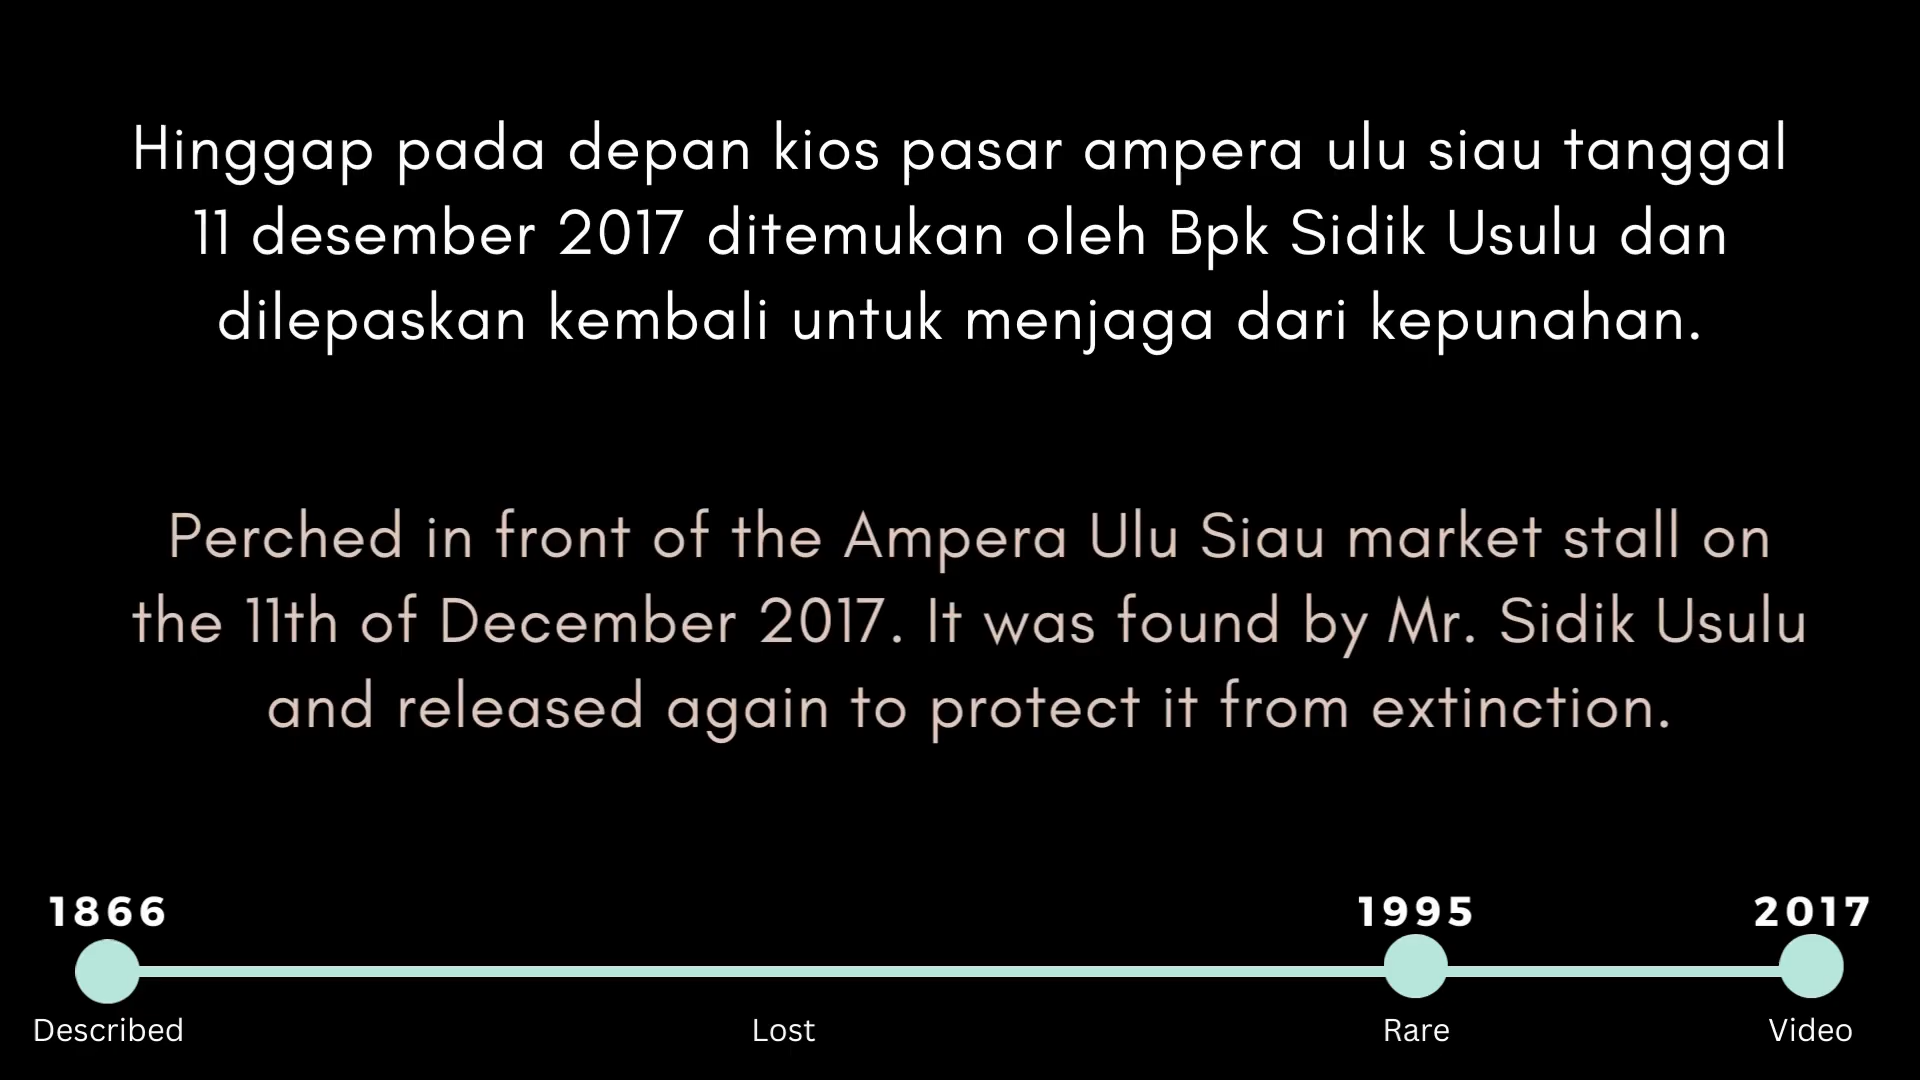 Hinggap pada depan kios pasar ampera ulu siau tanggal
11 desember 2017 ditemukan oleh Bpk Sidik Usulu dan
dilepaskan kembali untuk menjaga dari kepunahan.
Perched in front of the Ampera Ulu Siau market stall on
the 11th of December 2017. It was found by Mr. Sidik Usulu
and released again to protect it from extinction.
1866 1995 2017
Described Lost Rare Video